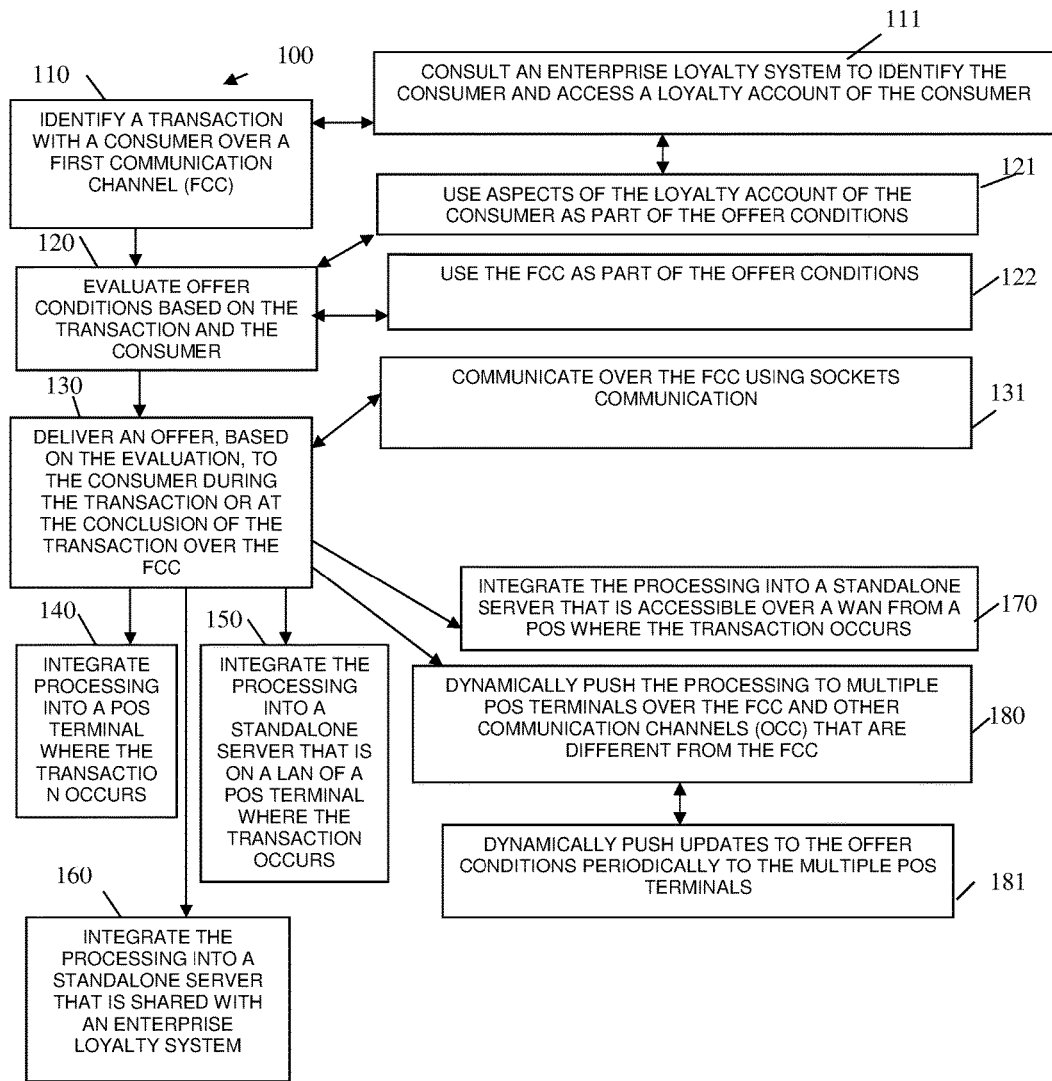 111
110
100
CONSULT AN ENTERPRISE LOYALTY SYSTEM TO IDENTIFY THE
CONSUMER AND ACCESS A LOYALTY ACCOUNT OF THE CONSUMER
IDENTIFY A TRANSACTION
WITH A CONSUMER OVER A
FIRST COMMUNICATION
CHANNEL (FCC)
121
USE ASPECTS OF THE LOYALTY ACCOUNT OF THE
CONSUMER AS PART OF THE OFFER CONDITIONS
120
EVALUATE OFFER
CONDITIONS BASED ON THE
TRANSACTION AND THE
CONSUMER
USE THE FCC AS PART OF THE OFFER CONDITIONS
122
130
COMMUNICATE OVER THE FCC USING SOCKETS
COMMUNICATION
131
DELIVER AN OFFER, BASED
ON THE EVALUATION, TO
THE CONSUMER DURING
THE TRANSACTION OR AT
THE CONCLUSION OF THE
TRANSACTION OVER THE
FCC
INTEGRATE THE PROCESSING INTO A STANDALONE
SERVER THAT IS ACCESSIBLE OVER A WAN FROM A
POS WHERE THE TRANSACTION OCCURS
170
140
INTEGRATE
PROCESSING
INTO A POS
TERMINAL
WHERE THE
TRANSACTIO
N OCCURS
150
INTEGRATE THE
PROCESSING
INTO A
STANDALONE
SERVER THAT IS
ON A LAN OF A
POS TERMINAL
WHERE THE
TRANSACTION
OCCURS
DYNAMICALLY PUSH THE PROCESSING TO MULTIPLE
POS TERMINALS OVER THE FCC AND OTHER
COMMUNICATION CHANNELS (OCC) THAT ARE
DIFFERENT FROM THE FCC
180
DYNAMICALLY PUSH UPDATES TO THE OFFER
CONDITIONS PERIODICALLY TO THE MULTIPLE POS
TERMINALS
181
160
INTEGRATE THE
PROCESSING INTO A
STANDALONE SERVER
THAT IS SHARED WITH
AN ENTERPRISE
LOYALTY SYSTEM